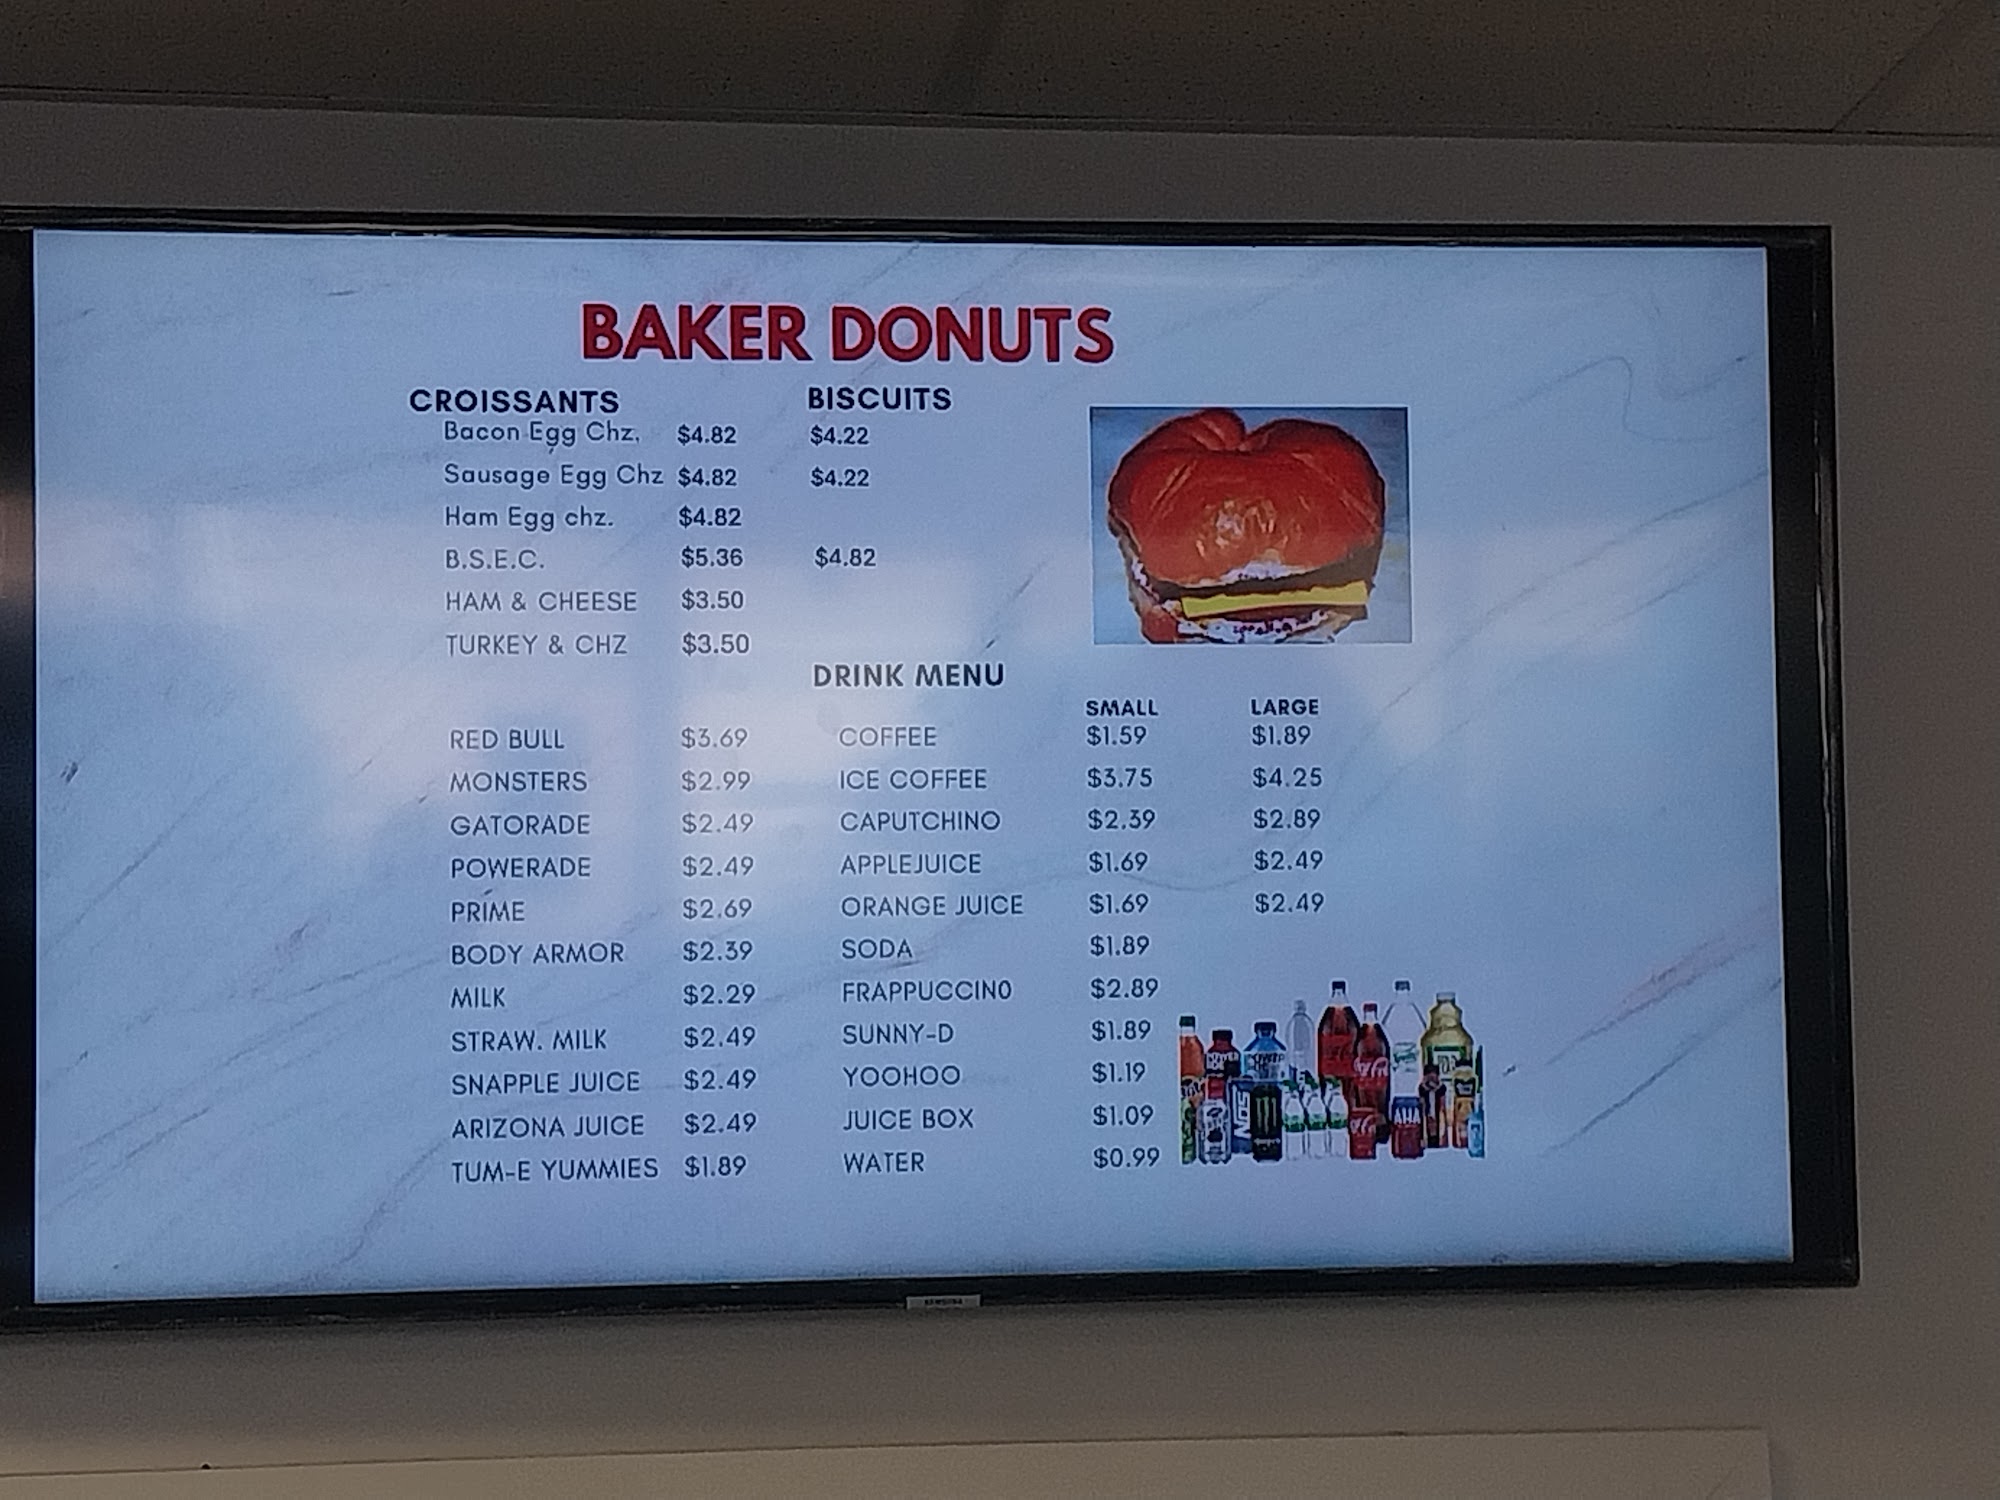 BAKER DONUTS
CROISSANTS BISCUITS
Bacon Egg Chz, $4.82 $4.22
Sausage Egg Chz $4.82 $4.22
Ham Egg chz. $4.82
B.S.E.C. $5.36 $4.82
HAM & CHEESE $3.50
TURKEY & CHZ $3.50
DRINK MENU
SMALL LARGE
RED BULL $3.69 COFFEE $1.59 $1.89
MONSTERS $2.99 ICE COFFEE $3.75 $4.25
GATORADE $2.49 CAPUTCHINO $2.39 $2.89
POWERADE $2.49 APPLEJUICE $1.69 $2.49
PRIME $2.69 ORANGE JUICE $1.69 $2.49
BODY ARMOR $2.39 SODA $1.89
MILK $2.29 FRAPPUCCINO $2.89
STRAW. MILK $2.49 SUNNY-D $1.89
SNAPPLE JUICE $2.49 YOOHOO $1.19
ARIZONA JUICE $2.49 JUICE BOX $1.09
TUM-E YUMMIES $1.89 WATER $0.99
AHA